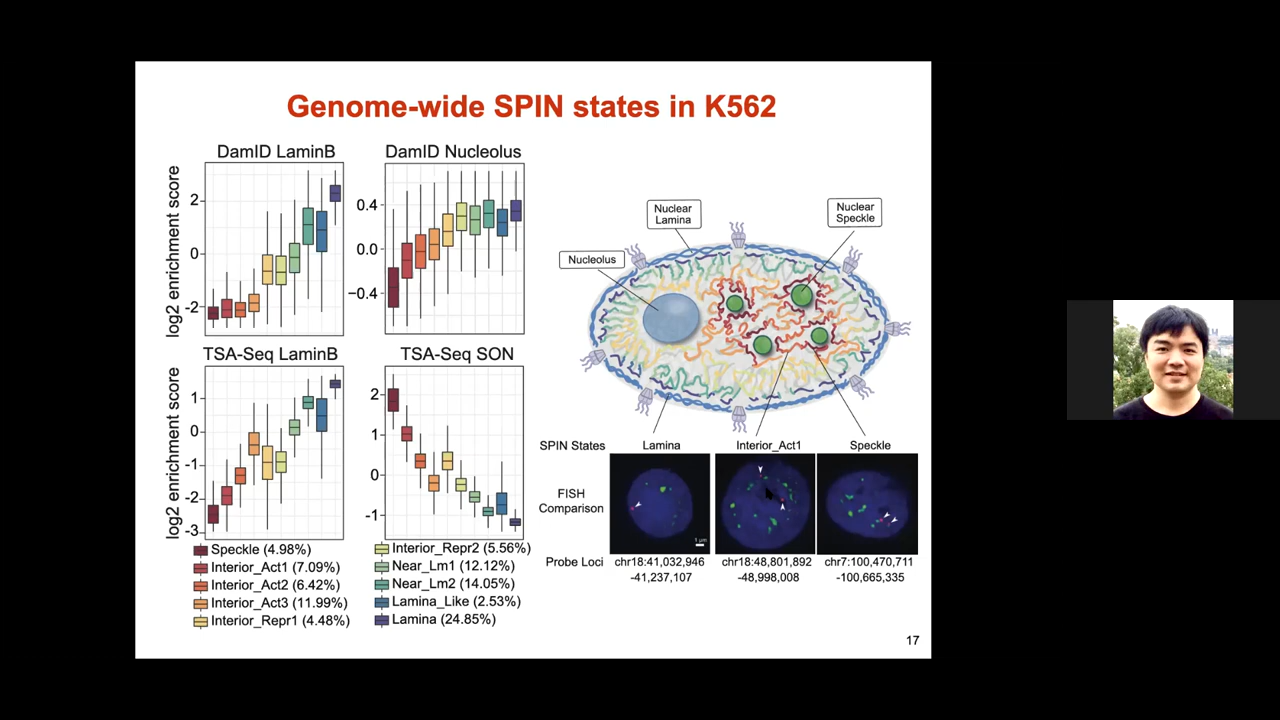 Genome-wide SPIN states in K562
DamID LaminB
DamID Nucleolus
log2 enrichment score
2
0
−2
0.4
0.0
−0.4
TSA-Seq LaminB
TSA-Seq SON
log2 enrichment score
1
0
-1
-2
-3
2
1
0
-1
Speckle (4.98%)
Interior_Act1 (7.09%)
Interior_Act2 (6.42%)
Interior_Act3 (11.99%)
Interior_Repr1 (4.48%)
Interior_Repr2 (5.56%)
Near_Lm1 (12.12%)
Near_Lm2 (14.05%)
Lamina_Like (2.53%)
Lamina (24.85%)
Nuclear
Lamina
Nuclear
Speckle
Nucleolus
SPIN States
Lamina
Interior_Act1
Speckle
FISH
Comparison
1 µm
Probe Loci
chr18:41,032,946
-41,237,107
chr18:48,801,892
-48,998,008
chr7:100,470,711
-100,665,335
17